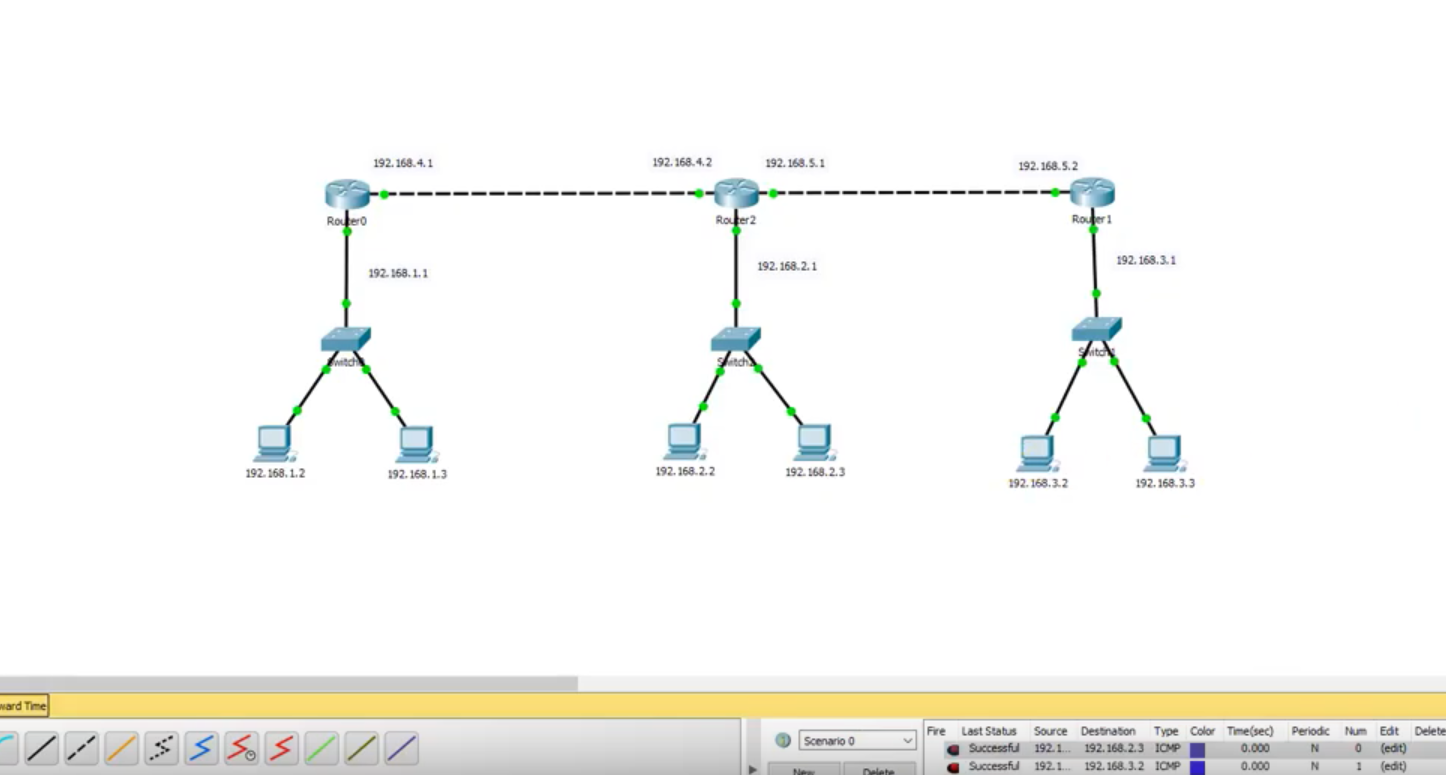 192.168.4.1
192.168.4.2
192.168.5.1
192.168.5.2
Router0
Router2
Router1
192.168.1.1
192.168.2.1
192.168.3.1
Switch0
Switch2
Switch1
192.168.1.2
192.168.1.3
192.168.2.2
192.168.2.3
192.168.3.2
192.168.3.3
ward Time
Scenario 0
New Delete
Fire Last Status Source Destination Type Color Time(sec) Periodic Num Edit Delete
Successful 192.1... 192.168.2.3 ICMP 0.000 N 0 (edit)
Successful 192.1... 192.168.3.2 ICMP 0.000 N 1 (edit)